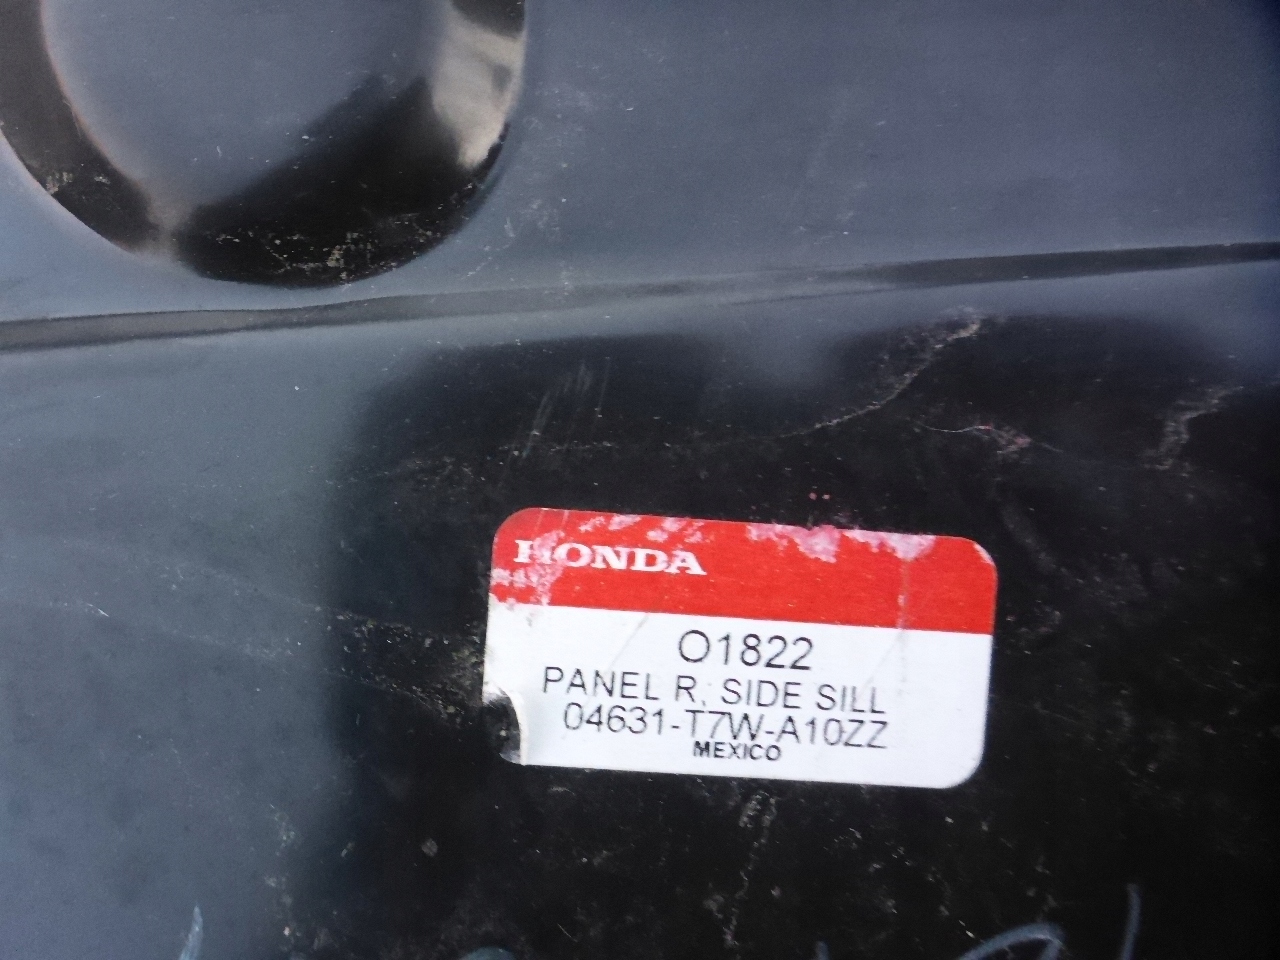 HONDA
O1822
PANEL R, SIDE SILL
04631-T7W-A10ZZ
MEXICO